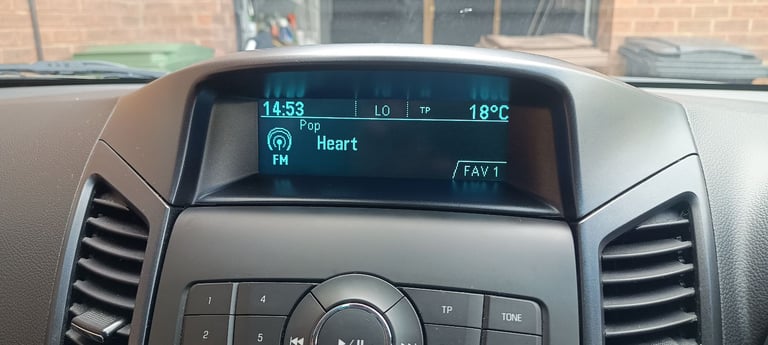 14:53 LO TP 18°C
Pop
Heart
FM
FAV 1
1 4 TP TONE
2 5